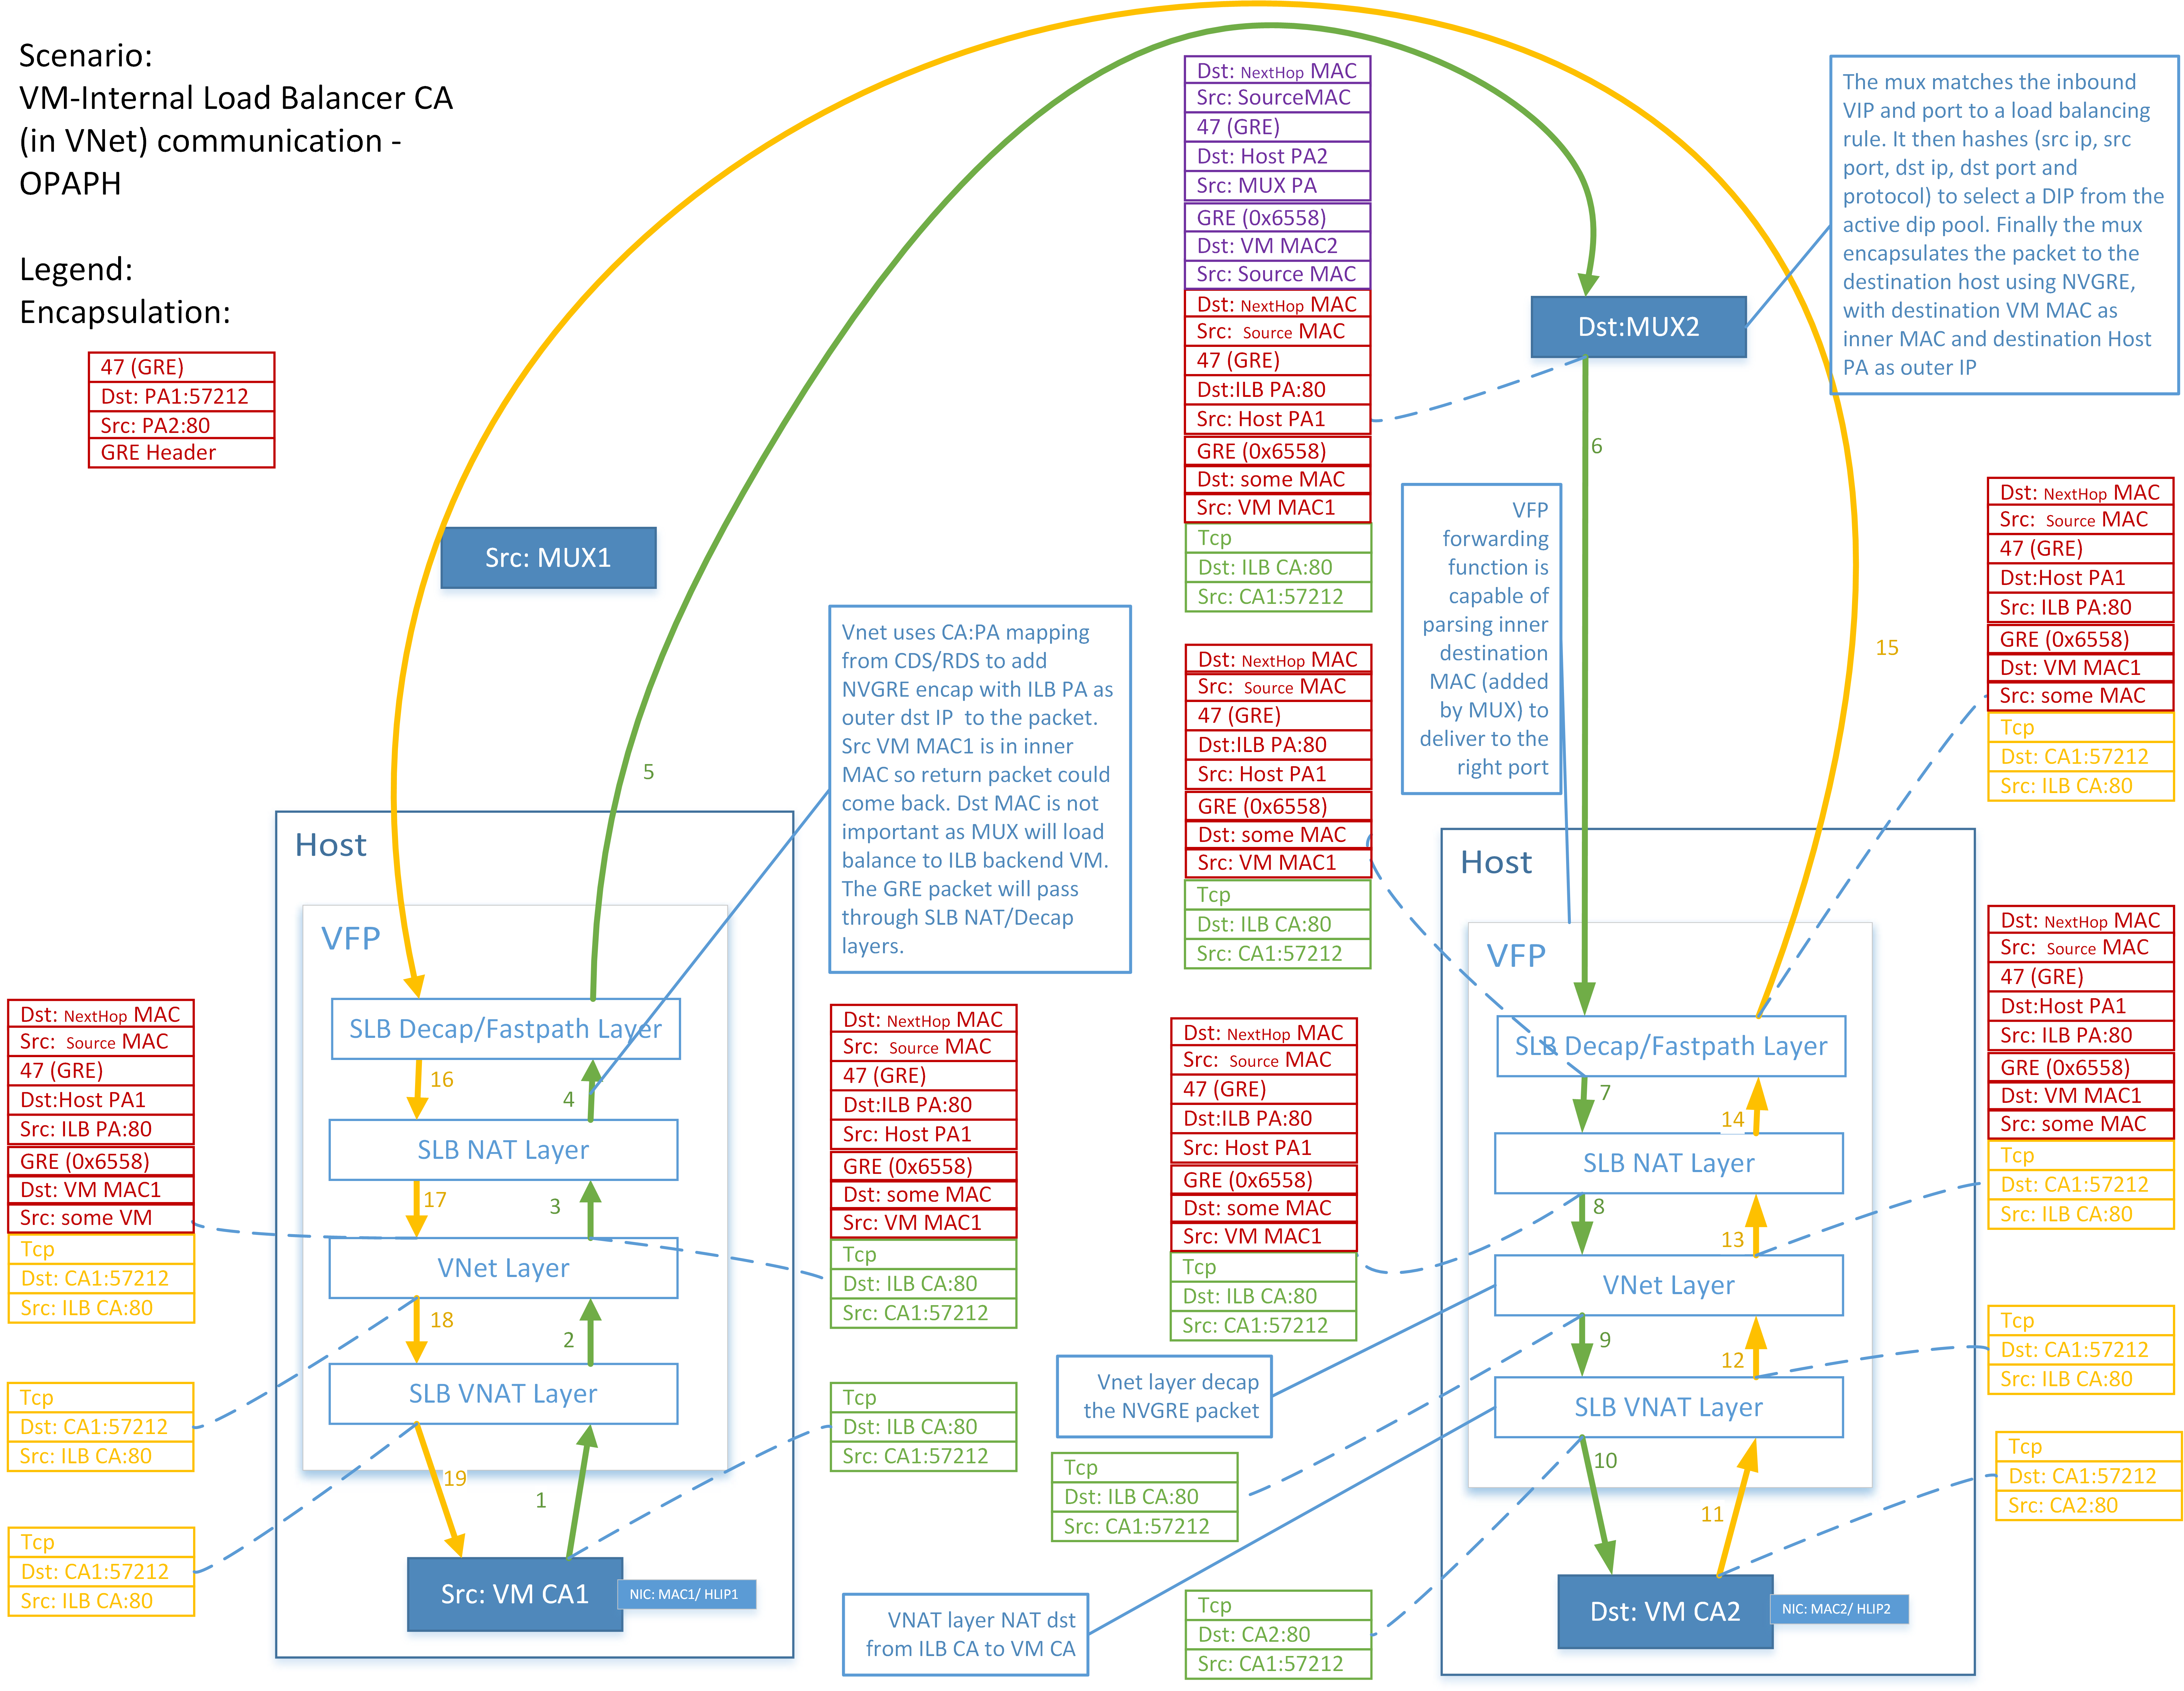 Scenario:
VM-Internal Load Balancer CA
(in VNet) communication -
OPAPH
Legend:
Encapsulation:
47 (GRE)
Dst: PA1:57212
Src: PA2:80
GRE Header
Src: MUX1
Dst: NextHop MAC
Src: SourceMAC
47 (GRE)
Dst: Host PA2
Src: MUX PA
GRE (0x6558)
Dst: VM MAC2
Src: Source MAC
Dst: NextHop MAC
Src: Source MAC
47 (GRE)
Dst:ILB PA:80
Src: Host PA1
GRE (0x6558)
Dst: some MAC
Src: VM MAC1
Tcp
Dst: ILB CA:80
Src: CA1:57212
Dst:MUX2
The mux matches the inbound
VIP and port to a load balancing
rule. It then hashes (src ip, src
port, dst ip, dst port and
protocol) to select a DIP from the
active dip pool. Finally the mux
encapsulates the packet to the
destination host using NVGRE,
with destination VM MAC as
inner MAC and destination Host
PA as outer IP
6
VFP
forwarding
function is
capable of
parsing inner
destination
MAC (added
by MUX) to
deliver to the
right port
15
Dst: NextHop MAC
Src: Source MAC
47 (GRE)
Dst:Host PA1
Src: ILB PA:80
GRE (0x6558)
Dst: VM MAC1
Src: some MAC
Tcp
Dst: CA1:57212
Src: ILB CA:80
5
Vnet uses CA:PA mapping
from CDS/RDS to add
NVGRE encap with ILB PA as
outer dst IP to the packet.
Src VM MAC1 is in inner
MAC so return packet could
come back. Dst MAC is not
important as MUX will load
balance to ILB backend VM.
The GRE packet will pass
through SLB NAT/Decap
layers.
Dst: NextHop MAC
Src: Source MAC
47 (GRE)
Dst:ILB PA:80
Src: Host PA1
GRE (0x6558)
Dst: some MAC
Src: VM MAC1
Tcp
Dst: ILB CA:80
Src: CA1:57212
Host
VFP
SLB Decap/Fastpath Layer
16
4
SLB NAT Layer
17
3
VNet Layer
18
2
SLB VNAT Layer
19
1
Src: VM CA1
NIC: MAC1/ HLIP1
Dst: NextHop MAC
Src: Source MAC
47 (GRE)
Dst:Host PA1
Src: ILB PA:80
GRE (0x6558)
Dst: VM MAC1
Src: some VM
Tcp
Dst: CA1:57212
Src: ILB CA:80
Tcp
Dst: CA1:57212
Src: ILB CA:80
Tcp
Dst: CA1:57212
Src: ILB CA:80
Dst: NextHop MAC
Src: Source MAC
47 (GRE)
Dst:ILB PA:80
Src: Host PA1
GRE (0x6558)
Dst: some MAC
Src: VM MAC1
Tcp
Dst: ILB CA:80
Src: CA1:57212
Tcp
Dst: ILB CA:80
Src: CA1:57212
Dst: NextHop MAC
Src: Source MAC
47 (GRE)
Dst:ILB PA:80
Src: Host PA1
GRE (0x6558)
Dst: some MAC
Src: VM MAC1
Tcp
Dst: ILB CA:80
Src: CA1:57212
Vnet layer decap
the NVGRE packet
Tcp
Dst: ILB CA:80
Src: CA1:57212
VNAT layer NAT dst
from ILB CA to VM CA
Tcp
Dst: CA2:80
Src: CA1:57212
Host
VFP
SLB Decap/Fastpath Layer
7
14
SLB NAT Layer
8
13
VNet Layer
9
12
SLB VNAT Layer
10
11
Dst: VM CA2
NIC: MAC2/ HLIP2
Dst: NextHop MAC
Src: Source MAC
47 (GRE)
Dst:Host PA1
Src: ILB PA:80
GRE (0x6558)
Dst: VM MAC1
Src: some MAC
Tcp
Dst: CA1:57212
Src: ILB CA:80
Tcp
Dst: CA1:57212
Src: ILB CA:80
Tcp
Dst: CA1:57212
Src: CA2:80